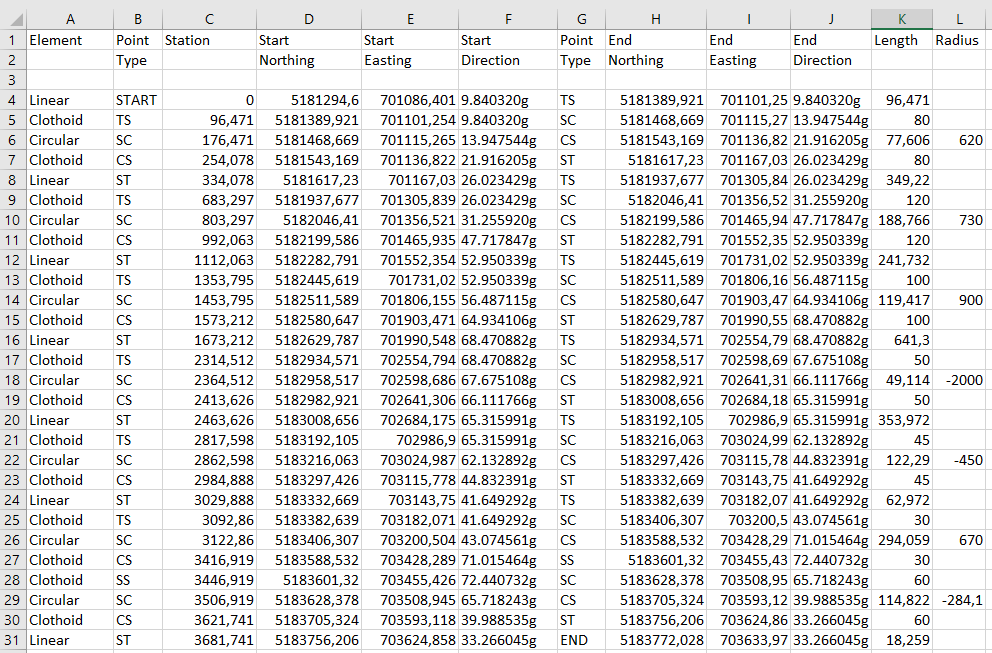 A B C D E F G H I J K L
1 Element Point Station Start Start Start Point End End End Length Radius
2 Type Northing Easting Direction Type Northing Easting Direction
3
4 Linear START 0 5181294,6 701086,401 9.840320g TS 5181389,921 701101,25 9.840320g 96,471
5 Clothoid TS 96,471 5181389,921 701101,254 9.840320g SC 5181468,669 701115,27 13.947544g 80
6 Circular SC 176,471 5181468,669 701115,265 13.947544g CS 5181543,169 701136,82 21.916205g 77,606 620
7 Clothoid CS 254,078 5181543,169 701136,822 21.916205g ST 5181617,23 701167,03 26.023429g 80
8 Linear ST 334,078 5181617,23 701167,03 26.023429g TS 5181937,677 701305,84 26.023429g 349,22
9 Clothoid TS 683,297 5181937,677 701305,839 26.023429g SC 5182046,41 701356,52 31.255920g 120
10 Circular SC 803,297 5182046,41 701356,521 31.255920g CS 5182199,586 701465,94 47.717847g 188,766 730
11 Clothoid CS 992,063 5182199,586 701465,935 47.717847g ST 5182282,791 701552,35 52.950339g 120
12 Linear ST 1112,063 5182282,791 701552,354 52.950339g TS 5182445,619 701731,02 52.950339g 241,732
13 Clothoid TS 1353,795 5182445,619 701731,02 52.950339g SC 5182511,589 701806,16 56.487115g 100
14 Circular SC 1453,795 5182511,589 701806,155 56.487115g CS 5182580,647 701903,47 64.934106g 119,417 900
15 Clothoid CS 1573,212 5182580,647 701903,471 64.934106g ST 5182629,787 701990,55 68.470882g 100
16 Linear ST 1673,212 5182629,787 701990,548 68.470882g TS 5182934,571 702554,79 68.470882g 641,3
17 Clothoid TS 2314,512 5182934,571 702554,794 68.470882g SC 5182958,517 702598,69 67.675108g 50
18 Circular SC 2364,512 5182958,517 702598,686 67.675108g CS 5182982,921 702641,31 66.111766g 49,114 -2000
19 Clothoid CS 2413,626 5182982,921 702641,306 66.111766g ST 5183008,656 702684,18 65.315991g 50
20 Linear ST 2463,626 5183008,656 702684,175 65.315991g TS 5183192,105 702986,9 65.315991g 353,972
21 Clothoid TS 2817,598 5183192,105 702986,9 65.315991g SC 5183216,063 703024,99 62.132892g 45
22 Circular SC 2862,598 5183216,063 703024,987 62.132892g CS 5183297,426 703115,78 44.832391g 122,29 -450
23 Clothoid CS 2984,888 5183297,426 703115,778 44.832391g ST 5183332,669 703143,75 41.649292g 45
24 Linear ST 3029,888 5183332,669 703143,75 41.649292g TS 5183382,639 703182,07 41.649292g 62,972
25 Clothoid TS 3092,86 5183382,639 703182,071 41.649292g SC 5183406,307 703200,5 43.074561g 30
26 Circular SC 3122,86 5183406,307 703200,504 43.074561g CS 5183588,532 703428,29 71.015464g 294,059 670
27 Clothoid CS 3416,919 5183588,532 703428,289 71.015464g SS 5183601,32 703455,43 72.440732g 30
28 Clothoid SS 3446,919 5183601,32 703455,426 72.440732g SC 5183628,378 703508,95 65.718243g 60
29 Circular SC 3506,919 5183628,378 703508,945 65.718243g CS 5183705,324 703593,12 39.988535g 114,822 -284,1
30 Clothoid CS 3621,741 5183705,324 703593,118 39.988535g ST 5183756,206 703624,86 33.266045g 60
31 Linear ST 3681,741 5183756,206 703624,858 33.266045g END 5183772,028 703633,97 33.266045g 18,259